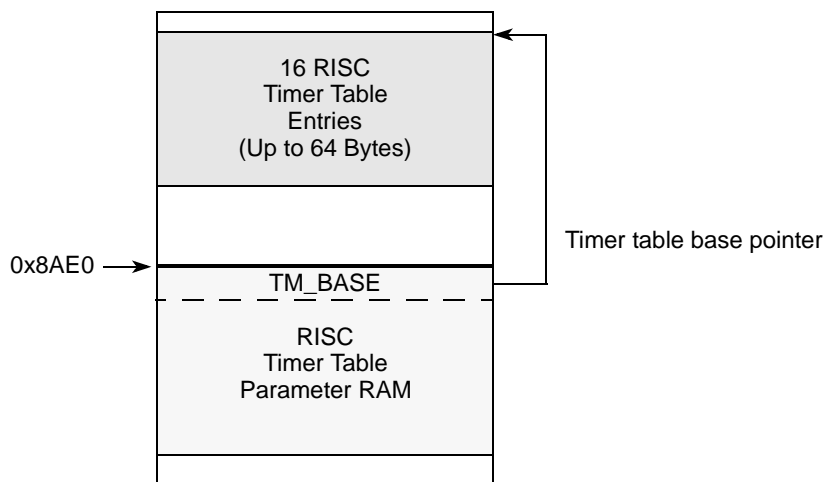 16 RISC
Timer Table
Entries
(Up to 64 Bytes)
Timer table base pointer
0x8AE0
TM_BASE
RISC
Timer Table
Parameter RAM